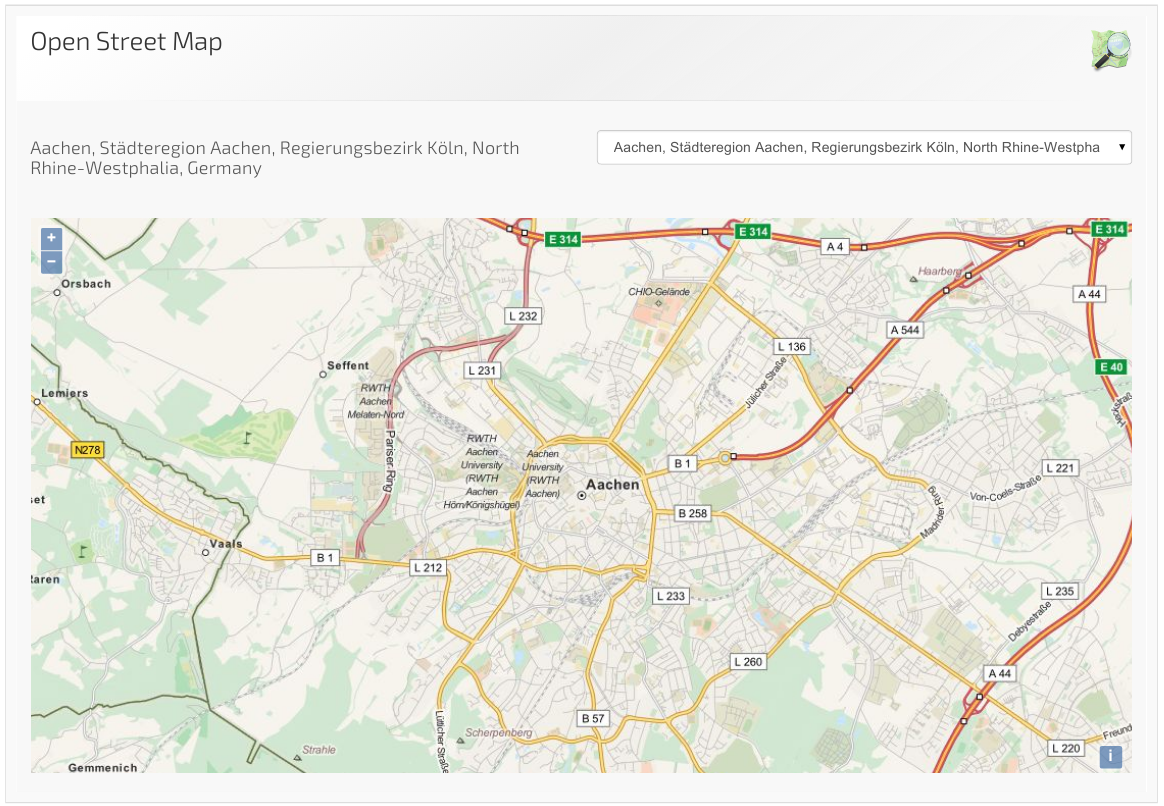 Open Street Map
Aachen, Städteregion Aachen, Regierungsbezirk Köln, North
Rhine-Westphalia, Germany
Aachen, Städteregion Aachen, Regierungsbezirk Köln, North Rhine-Westpha
+
−
E 314
E 314
E 314
A 4
Haarberg
Orsbach
CHIO-Gelände
A 44
L 232
A 544
L 136
Seffent
L 231
E 40
RWTH
Aachen
Melaten-Nord
Jülicher Straße
Lemiers
Pariser Ring
N278
RWTH
Aachen
University
(RWTH
Aachen
Hörn/Königshügel)
Aachen
University
(RWTH
Aachen)
B 1
L 221
Aachen
Von-Coels-Straße
set
B 258
Madrider Ring
Vaals
B 1
L 212
taren
L 233
L 235
Debyestraße
L 260
A 44
Lütticher Straße
B 57
Scherpenberg
Strahle
L 220
Freund
Gemmenich
i